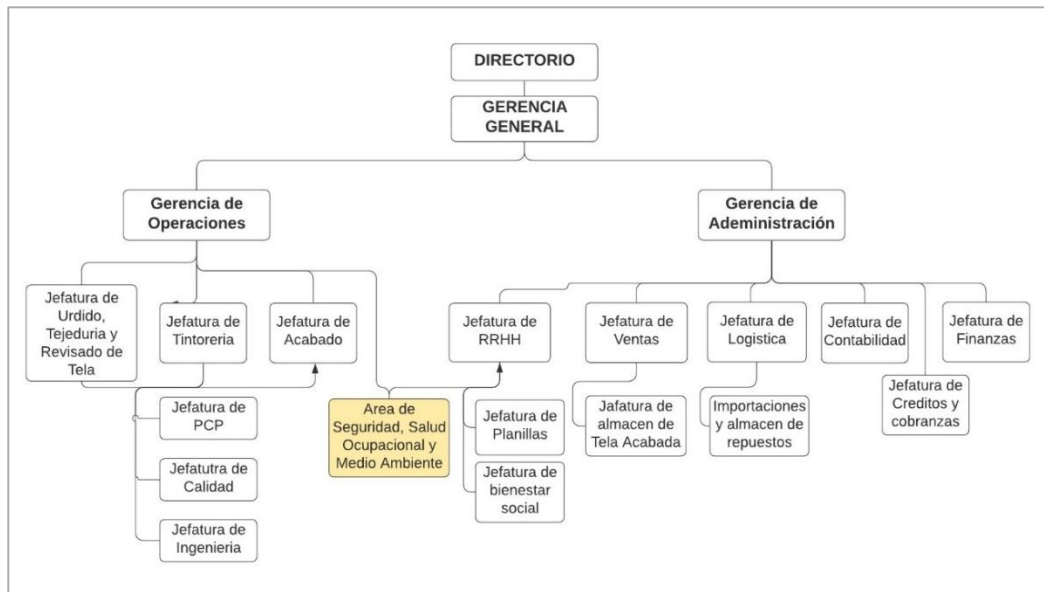 DIRECTORIO
GERENCIA
GENERAL
Gerencia de
Operaciones
Gerencia de
Adeministración
Jefatura de
Urdido,
Tejeduria y
Revisado de
Tela
Jefatura de
Tintoreria
Jefatura de
Acabado
Jefatura de
RRHH
Jefatura de
Ventas
Jefatura de
Logistica
Jefatura de
Contabilidad
Jefatura de
Finanzas
Jefatura de
Creditos y
cobranzas
Jefatura de
PCP
Area de
Seguridad, Salud
Ocupacional y
Medio Ambiente
Jefatura de
Planillas
Jafatura de
almacen de
Tela Acabada
Importaciones
y almacen de
repuestos
Jefatutra de
Calidad
Jefatura de
bienestar
social
Jefatura de
Ingenieria